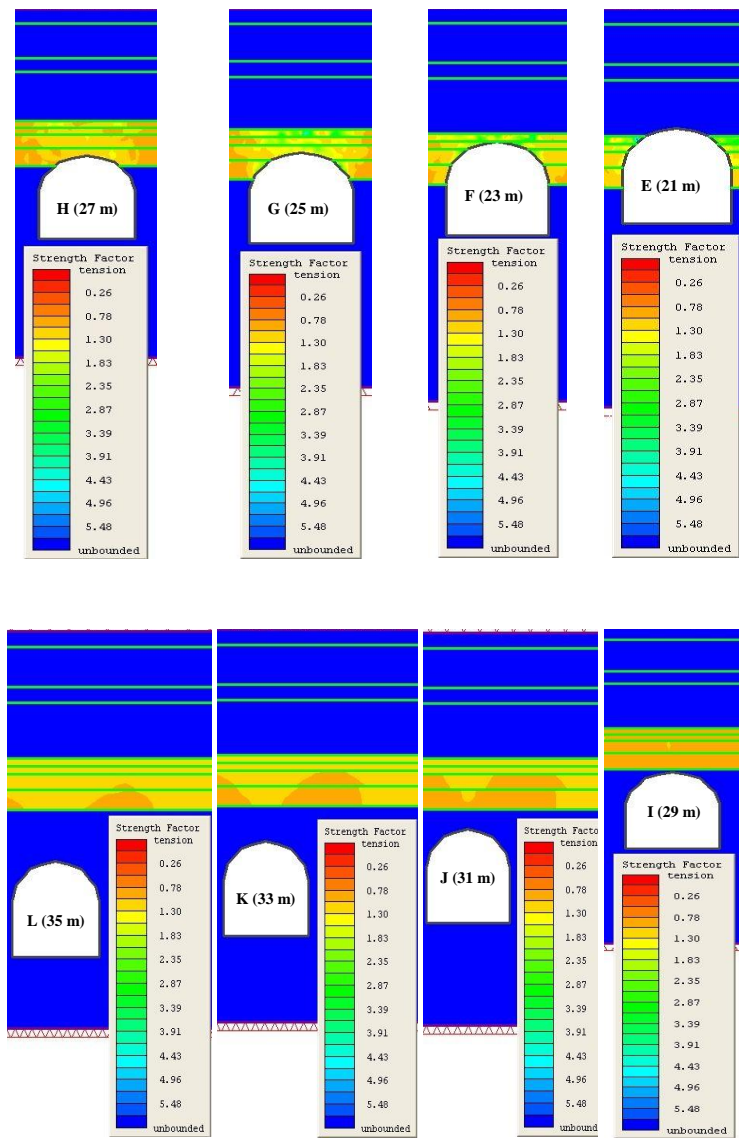 H (27 m)
G (25 m)
F (23 m)
E (21 m)
Strength Factor
tension
0.26
0.78
1.30
1.83
2.35
2.87
3.39
3.91
4.43
4.96
5.48
unbounded
Strength Factor
tension
0.26
0.78
1.30
1.83
2.35
2.87
3.39
3.91
4.43
4.96
5.48
unbounded
Strength Factor
tension
0.26
0.78
1.30
1.83
2.35
2.87
3.39
3.91
4.43
4.96
5.48
unbounded
Strength Factor
tension
0.26
0.78
1.30
1.83
2.35
2.87
3.39
3.91
4.43
4.96
5.48
unbounded
L (35 m)
Strength Factor
tension
0.26
0.78
1.30
1.83
2.35
2.87
3.39
3.91
4.43
4.96
5.48
unbounded
K (33 m)
Strength Factor
tension
0.26
0.78
1.30
1.83
2.35
2.87
3.39
3.91
4.43
4.96
5.48
unbounded
J (31 m)
Strength Facto
tension
0.26
0.78
1.30
1.83
2.35
2.87
3.39
3.91
4.43
4.96
5.48
unbounded
I (29 m)
Strength Factor
tension
0.26
0.78
1.30
1.83
2.35
2.87
3.39
3.91
4.43
4.96
5.48
unbounded